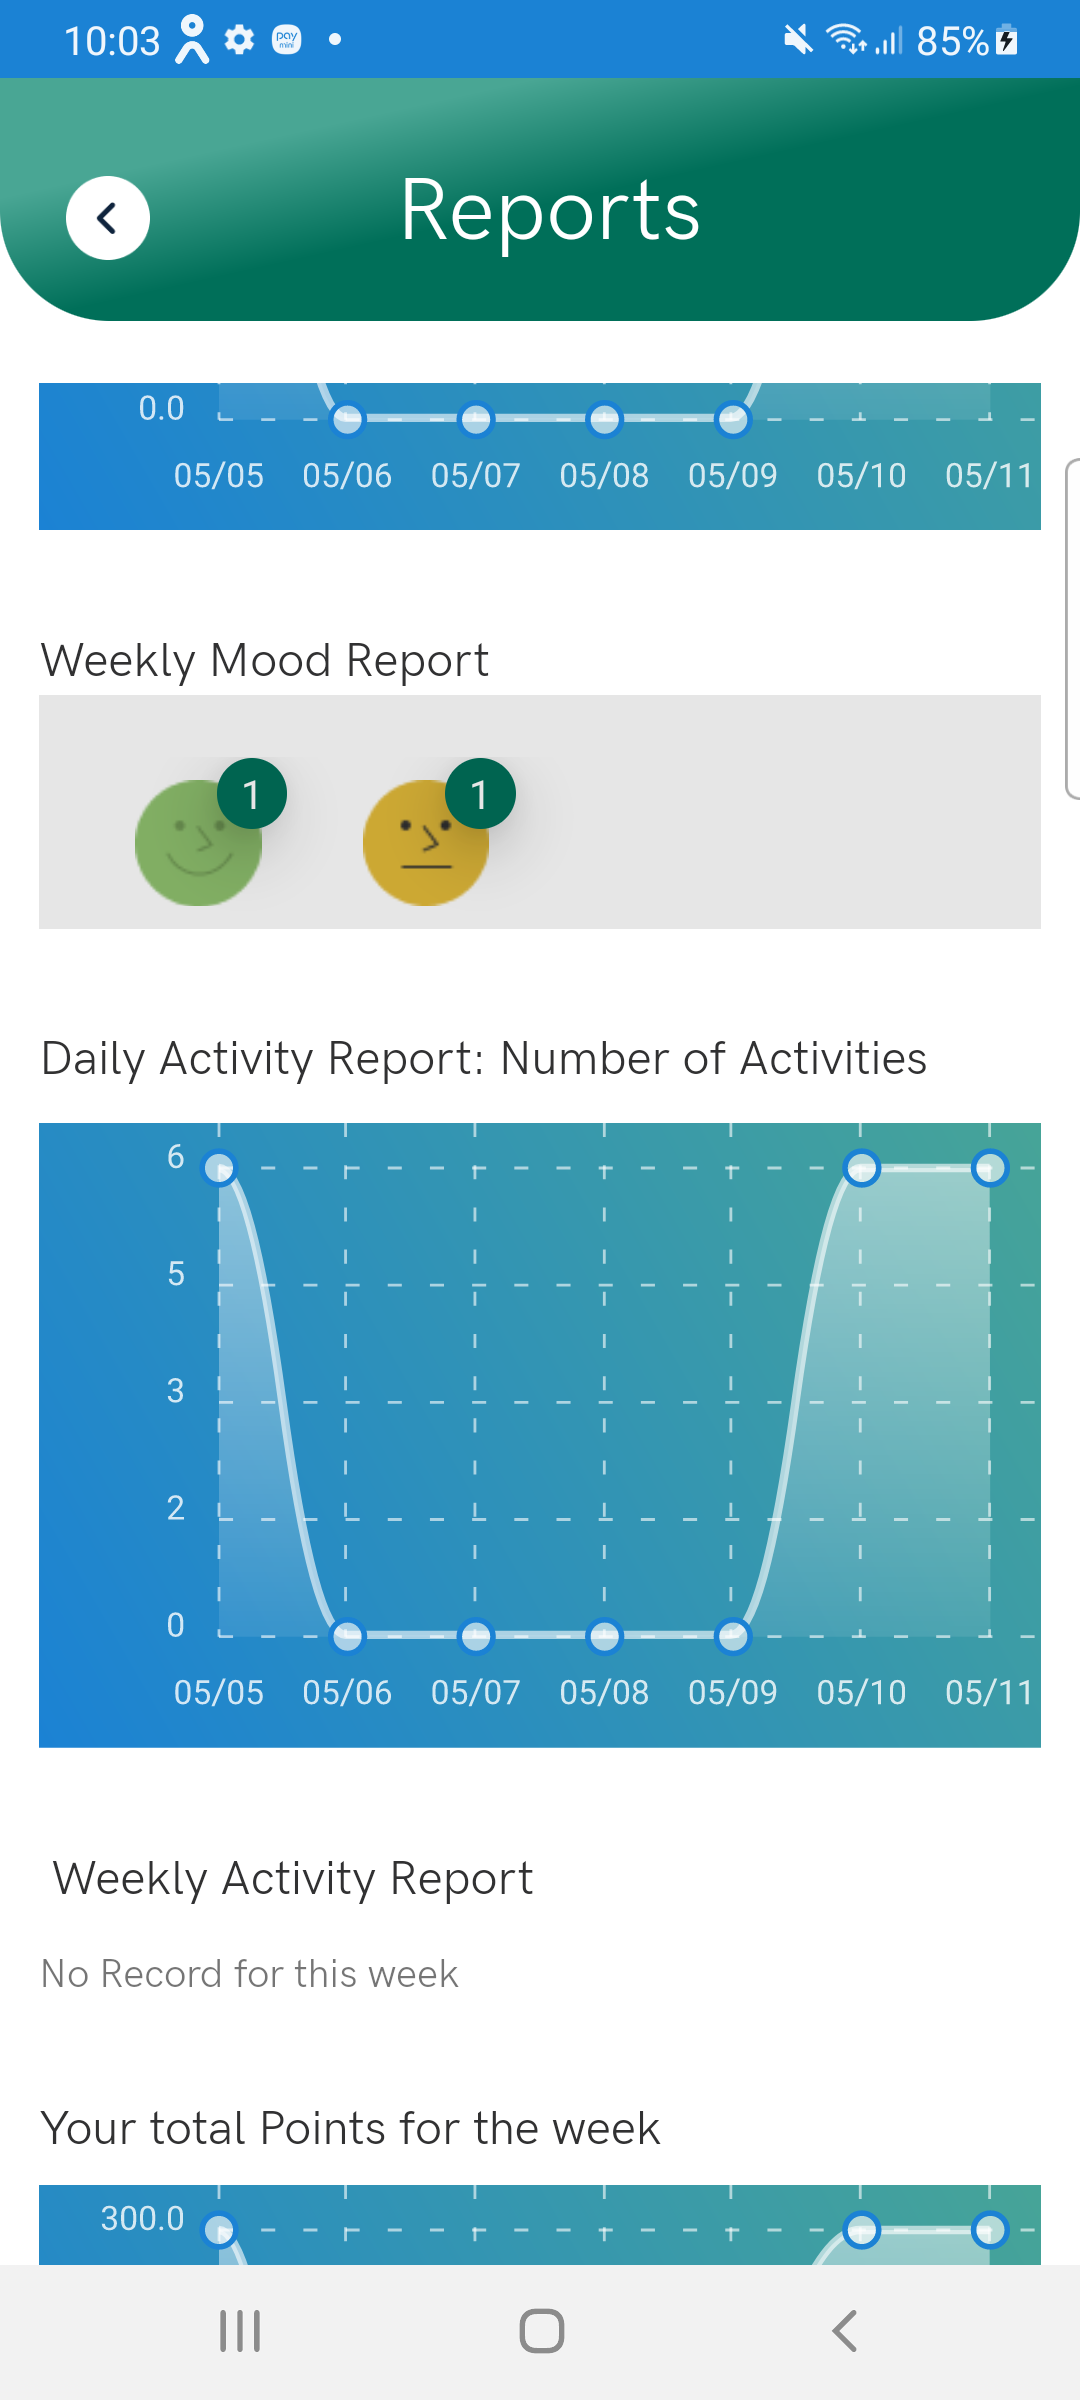 10:03 pay mini 85%
Reports
0.0
05/05 05/06 05/07 05/08 05/09 05/10 05/11
Weekly Mood Report
1 1
Daily Activity Report: Number of Activities
6
5
3
2
0
05/05 05/06 05/07 05/08 05/09 05/10 05/11
Weekly Activity Report
No Record for this week
Your total Points for the week
300.0